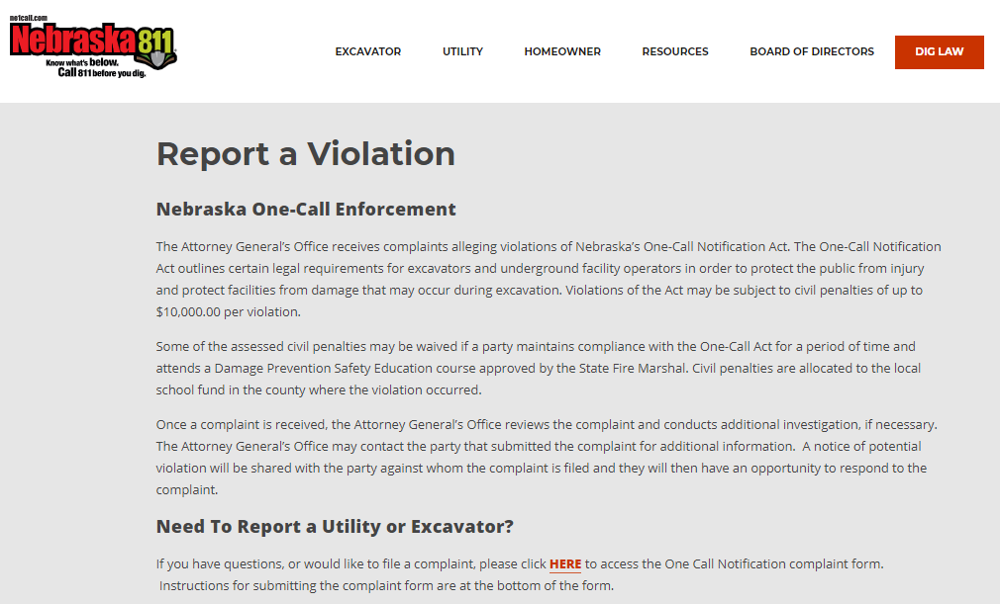 ne1call.com
Nebraska811
Know what's below.
Call 811 before you dig.
EXCAVATOR UTILITY HOMEOWNER RESOURCES BOARD OF DIRECTORS DIG LAW
Report a Violation
Nebraska One-Call Enforcement
The Attorney General’s Office receives complaints alleging violations of Nebraska’s One-Call Notification Act. The One-Call Notification
Act outlines certain legal requirements for excavators and underground facility operators in order to protect the public from injury
and protect facilities from damage that may occur during excavation. Violations of the Act may be subject to civil penalties of up to
$10,000.00 per violation.
Some of the assessed civil penalties may be waived if a party maintains compliance with the One-Call Act for a period of time and
attends a Damage Prevention Safety Education course approved by the State Fire Marshal. Civil penalties are allocated to the local
school fund in the county where the violation occurred.
Once a complaint is received, the Attorney General’s Office reviews the complaint and conducts additional investigation, if necessary.
The Attorney General’s Office may contact the party that submitted the complaint for additional information.  A notice of potential
violation will be shared with the party against whom the complaint is filed and they will then have an opportunity to respond to the
complaint.
Need To Report a Utility or Excavator?
If you have questions, or would like to file a complaint, please click HERE to access the One Call Notification complaint form.
Instructions for submitting the complaint form are at the bottom of the form.